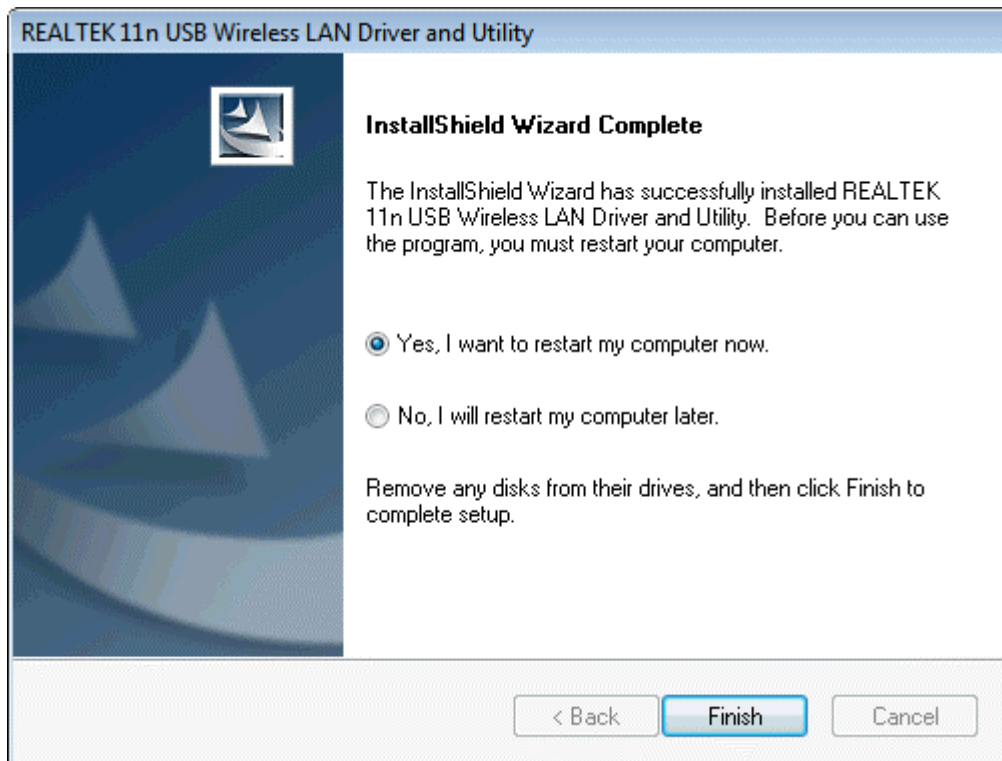 REALTEK 11n USB Wireless LAN Driver and Utility
InstallShield Wizard Complete
The InstallShield Wizard has successfully installed REALTEK
11n USB Wireless LAN Driver and Utility.  Before you can use
the program, you must restart your computer.
Yes, I want to restart my computer now.
No, I will restart my computer later.
Remove any disks from their drives, and then click Finish to
complete setup.
< Back Finish Cancel